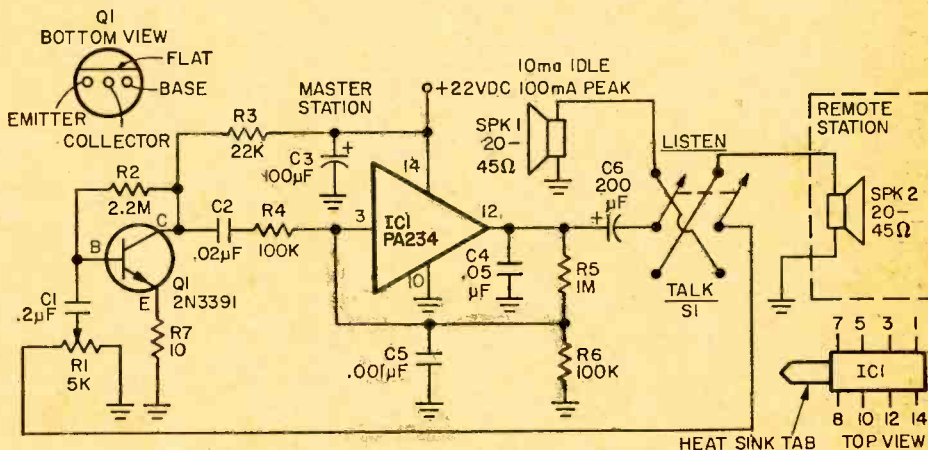 Q1
BOTTOM VIEW
FLAT
BASE
EMITTER
COLLECTOR
MASTER
STATION
10ma IDLE
+22VDC 100mA PEAK
R3
22K
C3
100µF
+
14
SPK 1
20-
45Ω
LISTEN
REMOTE
STATION
SPK 2
20-
45Ω
R2
2.2M
C2
.02µF
R4
100K
3
IC1
PA234
12
10
C6
200
µF
+
B
C
E
Q1
2N3391
C1
.2µF
R1
5K
R7
10
C4
.05
µF
R5
1M
C5
.001µF
R6
100K
TALK
S1
7 5 3 1
IC1
8 10 12 14
HEAT SINK TAB
TOP VIEW